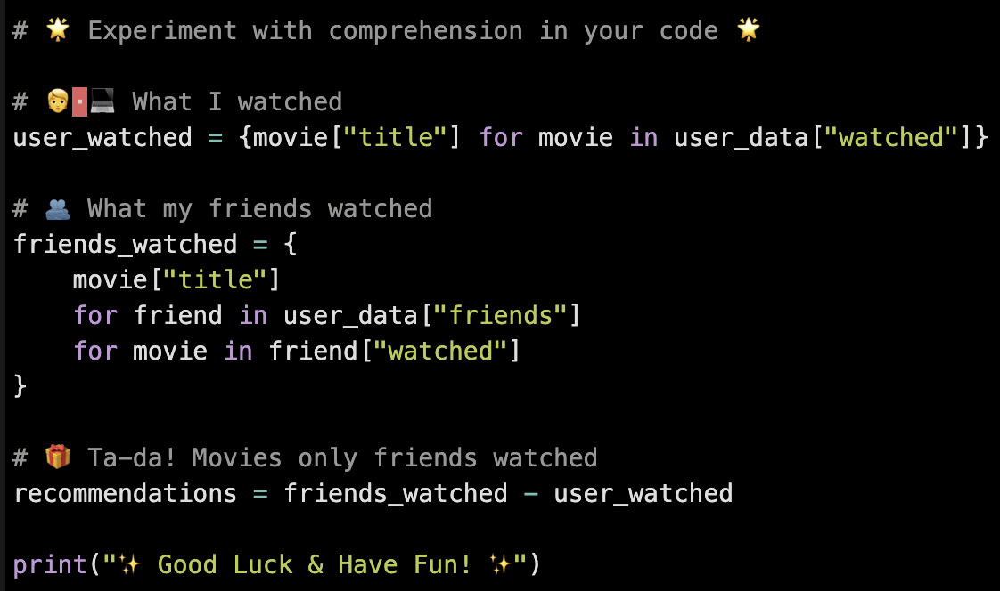 # 🌟 Experiment with comprehension in your code 🌟
# 🧑‍💻 What I watched
user_watched = {movie["title"] for movie in user_data["watched"]}
# 🫂 What my friends watched
friends_watched = {
    movie["title"]
    for friend in user_data["friends"]
    for movie in friend["watched"]
}
# 🎁 Ta-da! Movies only friends watched
recommendations = friends_watched - user_watched
print("✨ Good Luck & Have Fun! ✨")